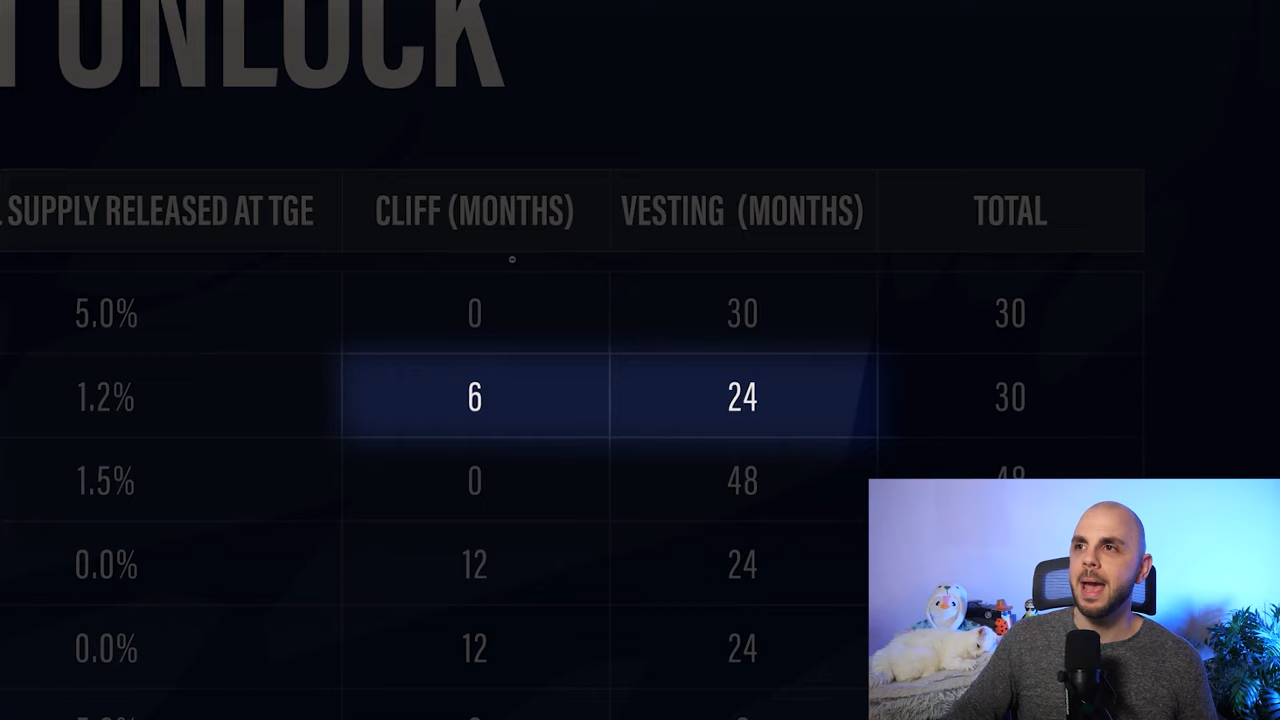 UNLOCK
SUPPLY RELEASED AT TGE CLIFF (MONTHS) VESTING (MONTHS) TOTAL
5.0% 0 30 30
1.2% 6 24 30
1.5% 0 48 48
0.0% 12 24
0.0% 12 24